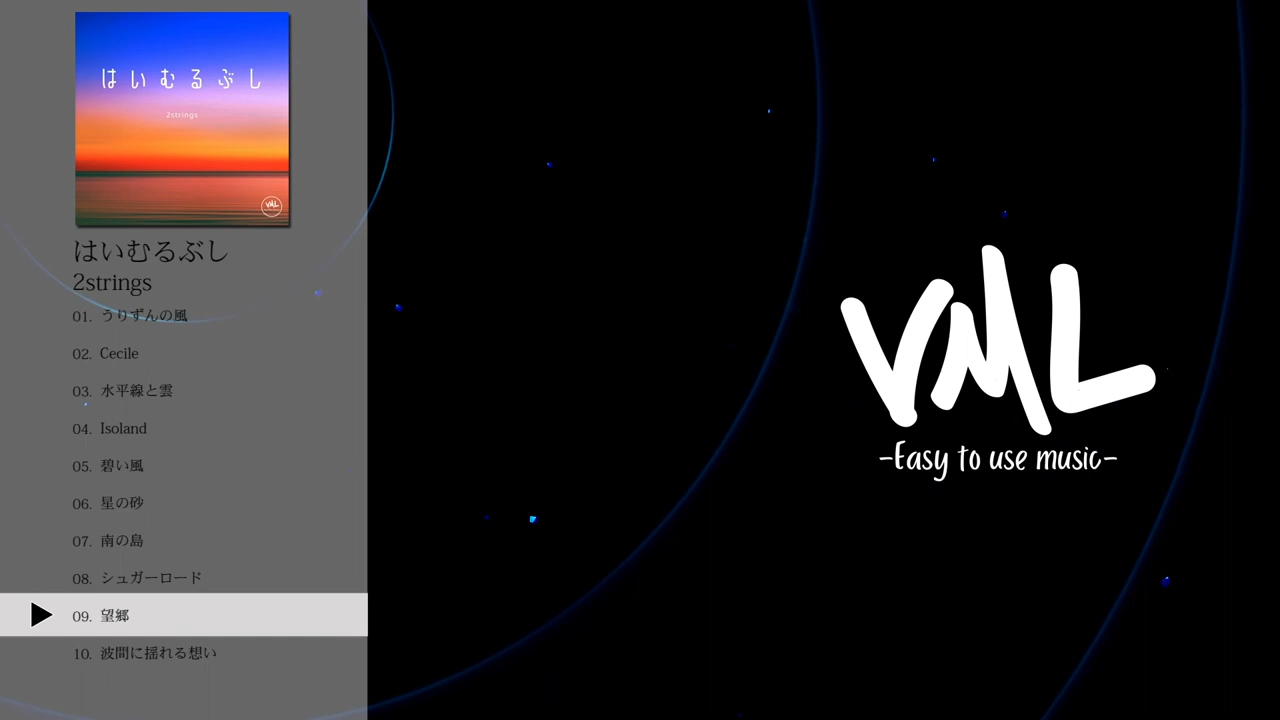 はいむるぶし
2strings
VML
はいむるぶし
2strings
01. うりずんの風
02. Cecile
03. 水平線と雲
04. Isoland
05. 碧い風
06. 星の砂
07. 南の島
08. シュガーロード
09. 望郷
10. 波間に揺れる想い
VML
-Easy to use music-